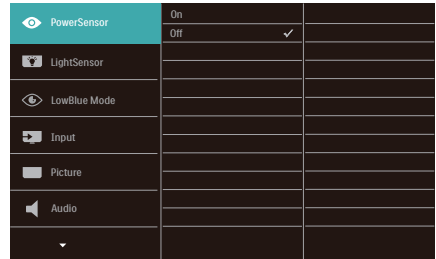 PowerSensor
On
Off
LightSensor
LowBlue Mode
Input
Picture
Audio